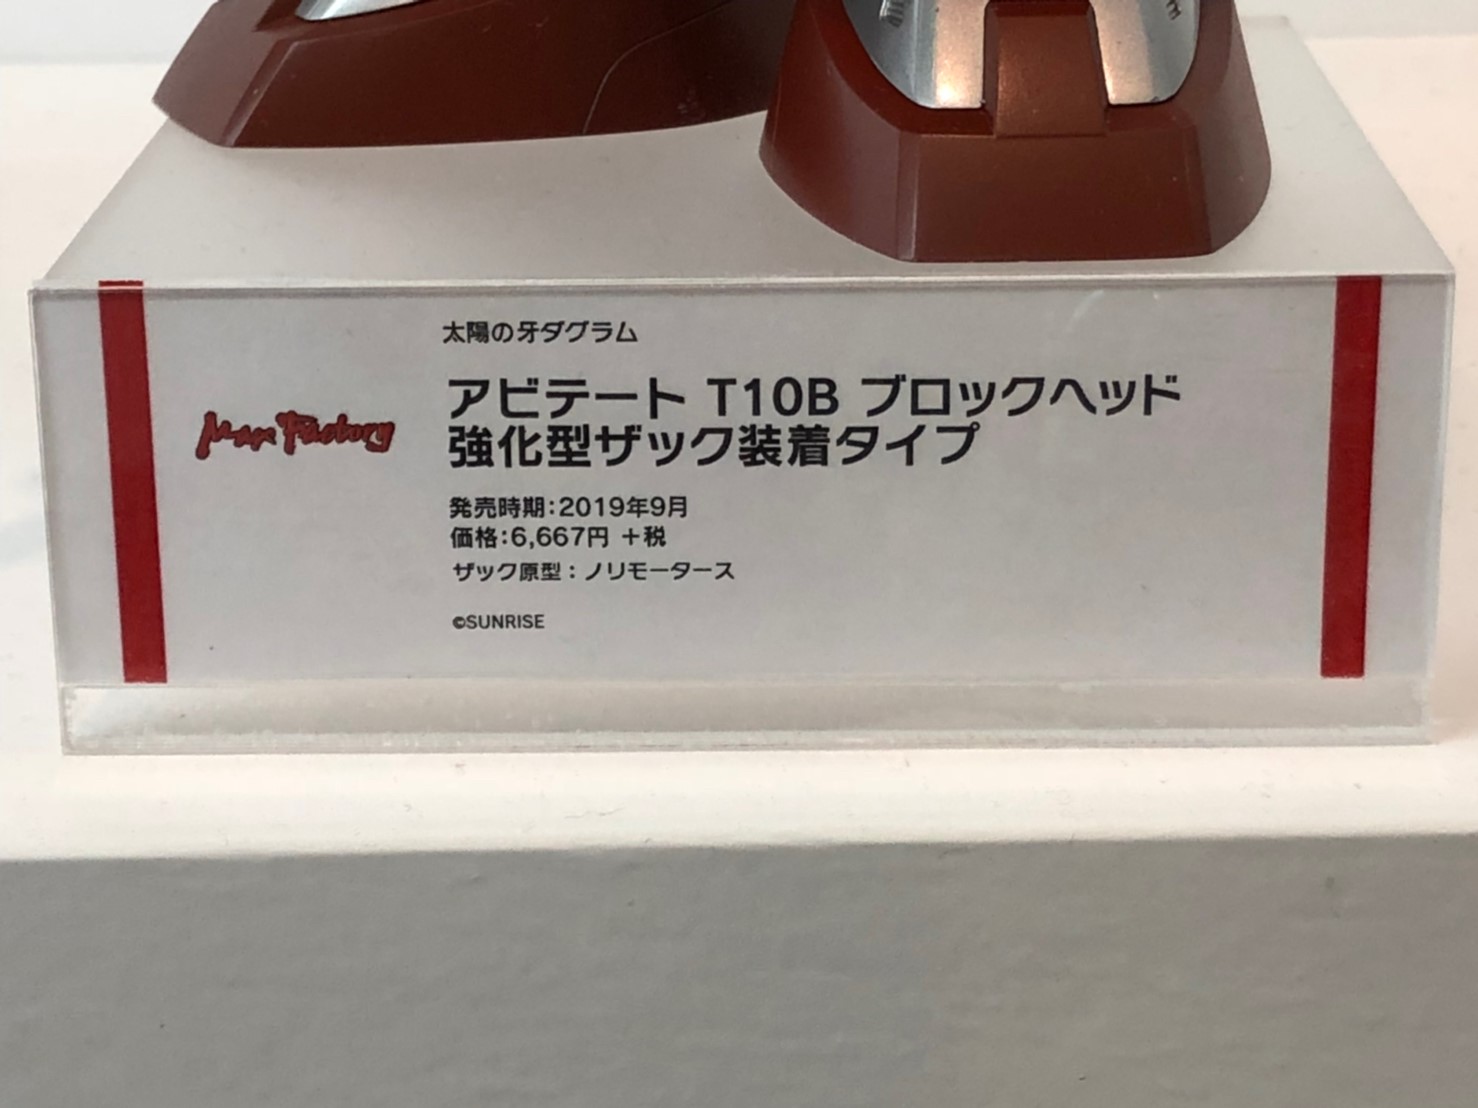 太陽の牙ダグラム
アビテート T10B ブロックヘッド
強化型ザック装着タイプ
Max Factory
発売時期:2019年9月
価格:6,667円 +税
ザック原型:ノリモータース
©SUNRISE